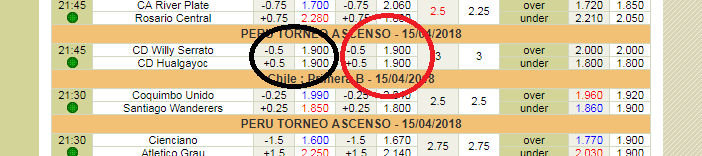 21:45 CA River Plate -0.75 1.700 -0.75 2.060 2.5 2.25 over 1.720 1.850
Rosario Central +0.75 2.280 +0.75 under 2.210 2.050
PERU TORNEO ASCENSO - 15/04/2018
21:45 CD Willy Serrato -0.5 1.900 -0.5 1.900 3 3 over 2.000 2.000
CD Hualgayoc +0.5 1.900 +0.5 1.900 under 1.800 1.800
Chile : Primera B - 15/04/2018
21:30 Coquimbo Unido -0.25 1.990 -0.25 2.5 2.5 over 1.960 1.920
Santiago Wanderers +0.25 1.850 +0.25 1.800 under 1.860 1.900
PERU TORNEO ASCENSO - 15/04/2018
21:30 Cienciano -1.5 1.600 -1.5 1.670 2.75 2.75 over 1.770 1.900
Atletico Grau +1.5 2.250 +1.5 2.140 under 2.030 1.900